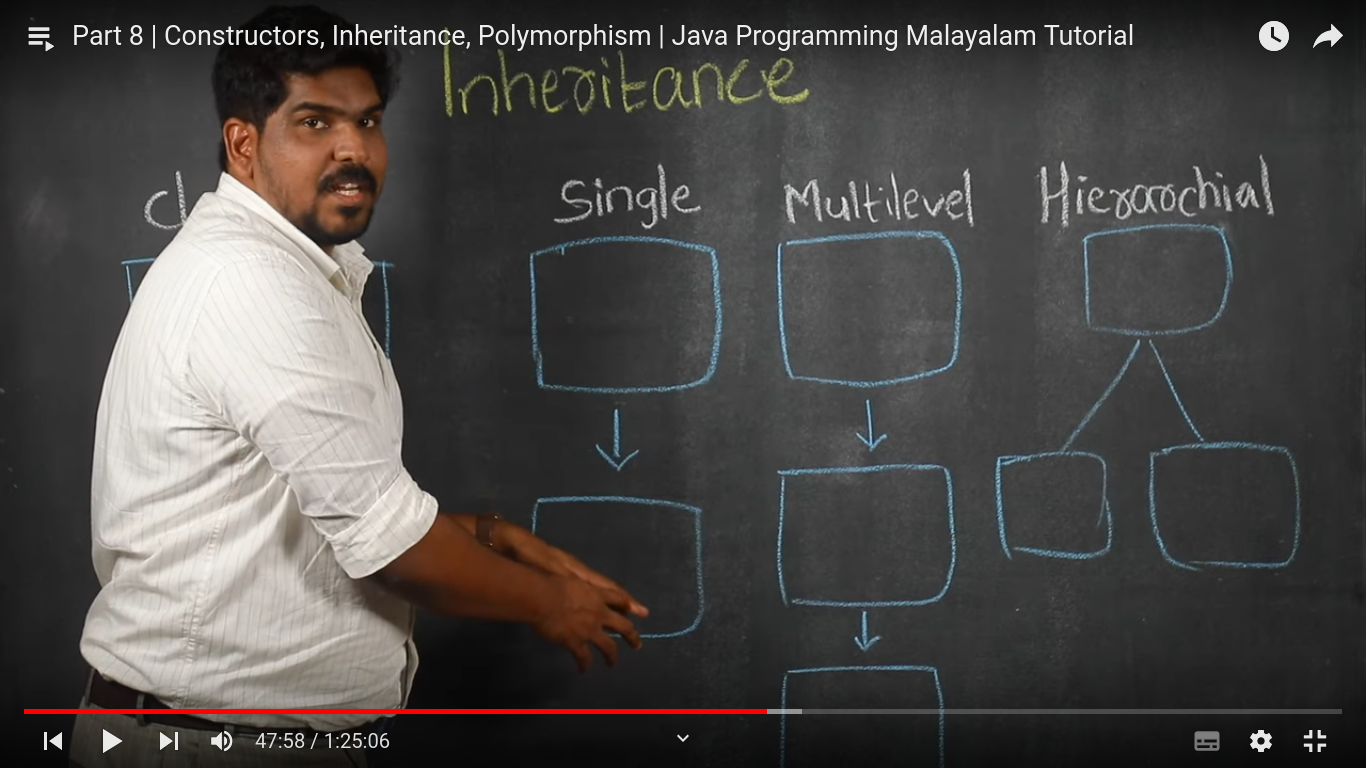 Part 8 | Constructors, Inheritance, Polymorphism | Java Programming Malayalam Tutorial
Inheritance
Single Multilevel Hierarchial
47:58 / 1:25:06